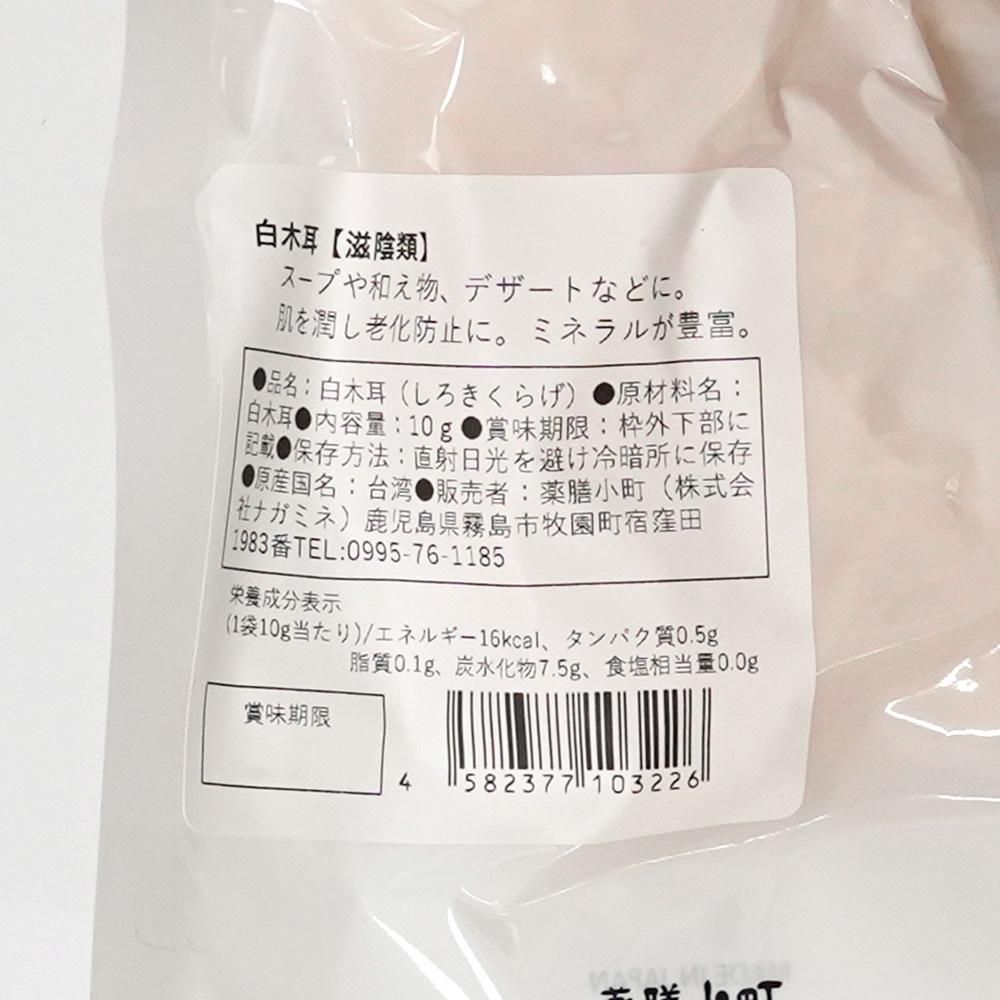 白木耳【滋陰類】
スープや和え物、デザートなどに。
肌を潤し老化防止に。ミネラルが豊富。
●品名：白木耳（しろきくらげ）●原材料名：
白木耳●内容量：10g●賞味期限：枠外下部に
記載●保存方法：直射日光を避け冷暗所に保存
●原産国名：台湾●販売者：薬膳小町（株式会
社ナガミネ）鹿児島県霧島市牧園町宿窪田
1983番TEL:0995-76-1185
栄養成分表示
(1袋10g当たり)/エネルギー16kcal、タンパク質0.5g
脂質0.1g、炭水化物7.5g、食塩相当量0.0g
賞味期限
4 582377 103226
MADE IN JAPAN
薬膳小町